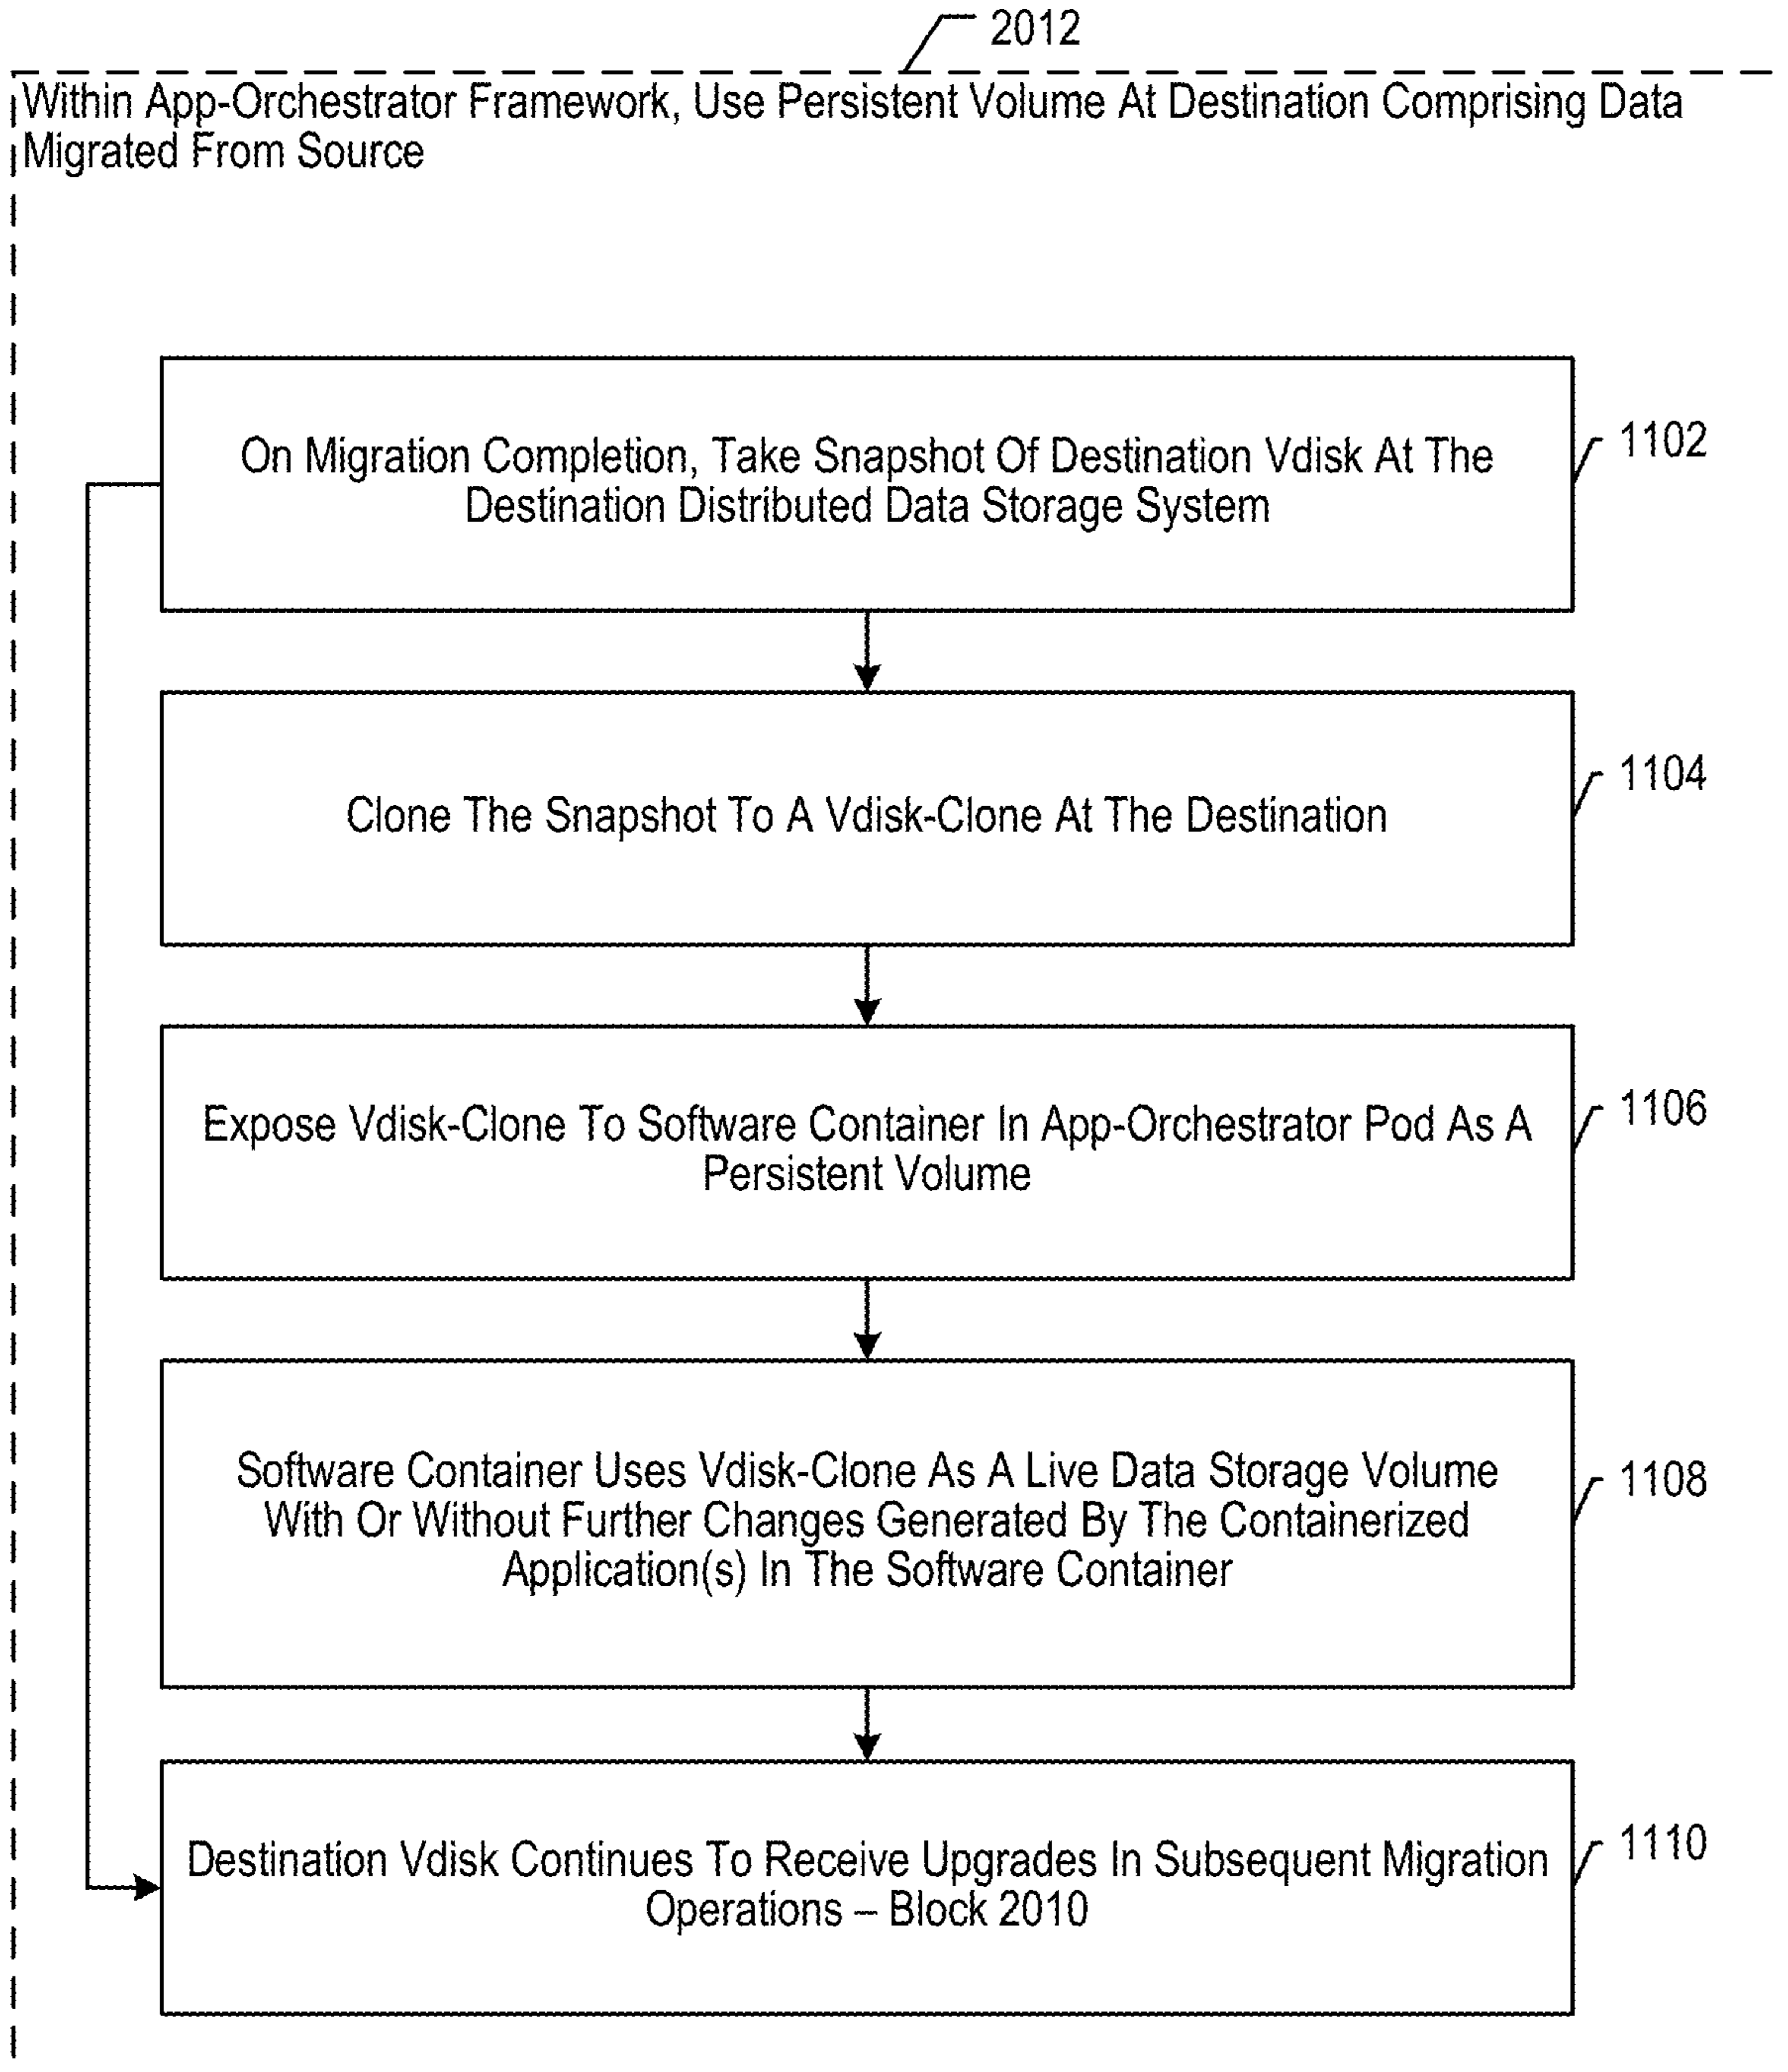 2012
Within App-Orchestrator Framework, Use Persistent Volume At Destination Comprising Data
Migrated From Source
On Migration Completion, Take Snapshot Of Destination Vdisk At The
Destination Distributed Data Storage System
1102
Clone The Snapshot To A Vdisk-Clone At The Destination
1104
Expose Vdisk-Clone To Software Container In App-Orchestrator Pod As A
Persistent Volume
1106
Software Container Uses Vdisk-Clone As A Live Data Storage Volume
With Or Without Further Changes Generated By The Containerized
Application(s) In The Software Container
1108
Destination Vdisk Continues To Receive Upgrades In Subsequent Migration
Operations – Block 2010
1110